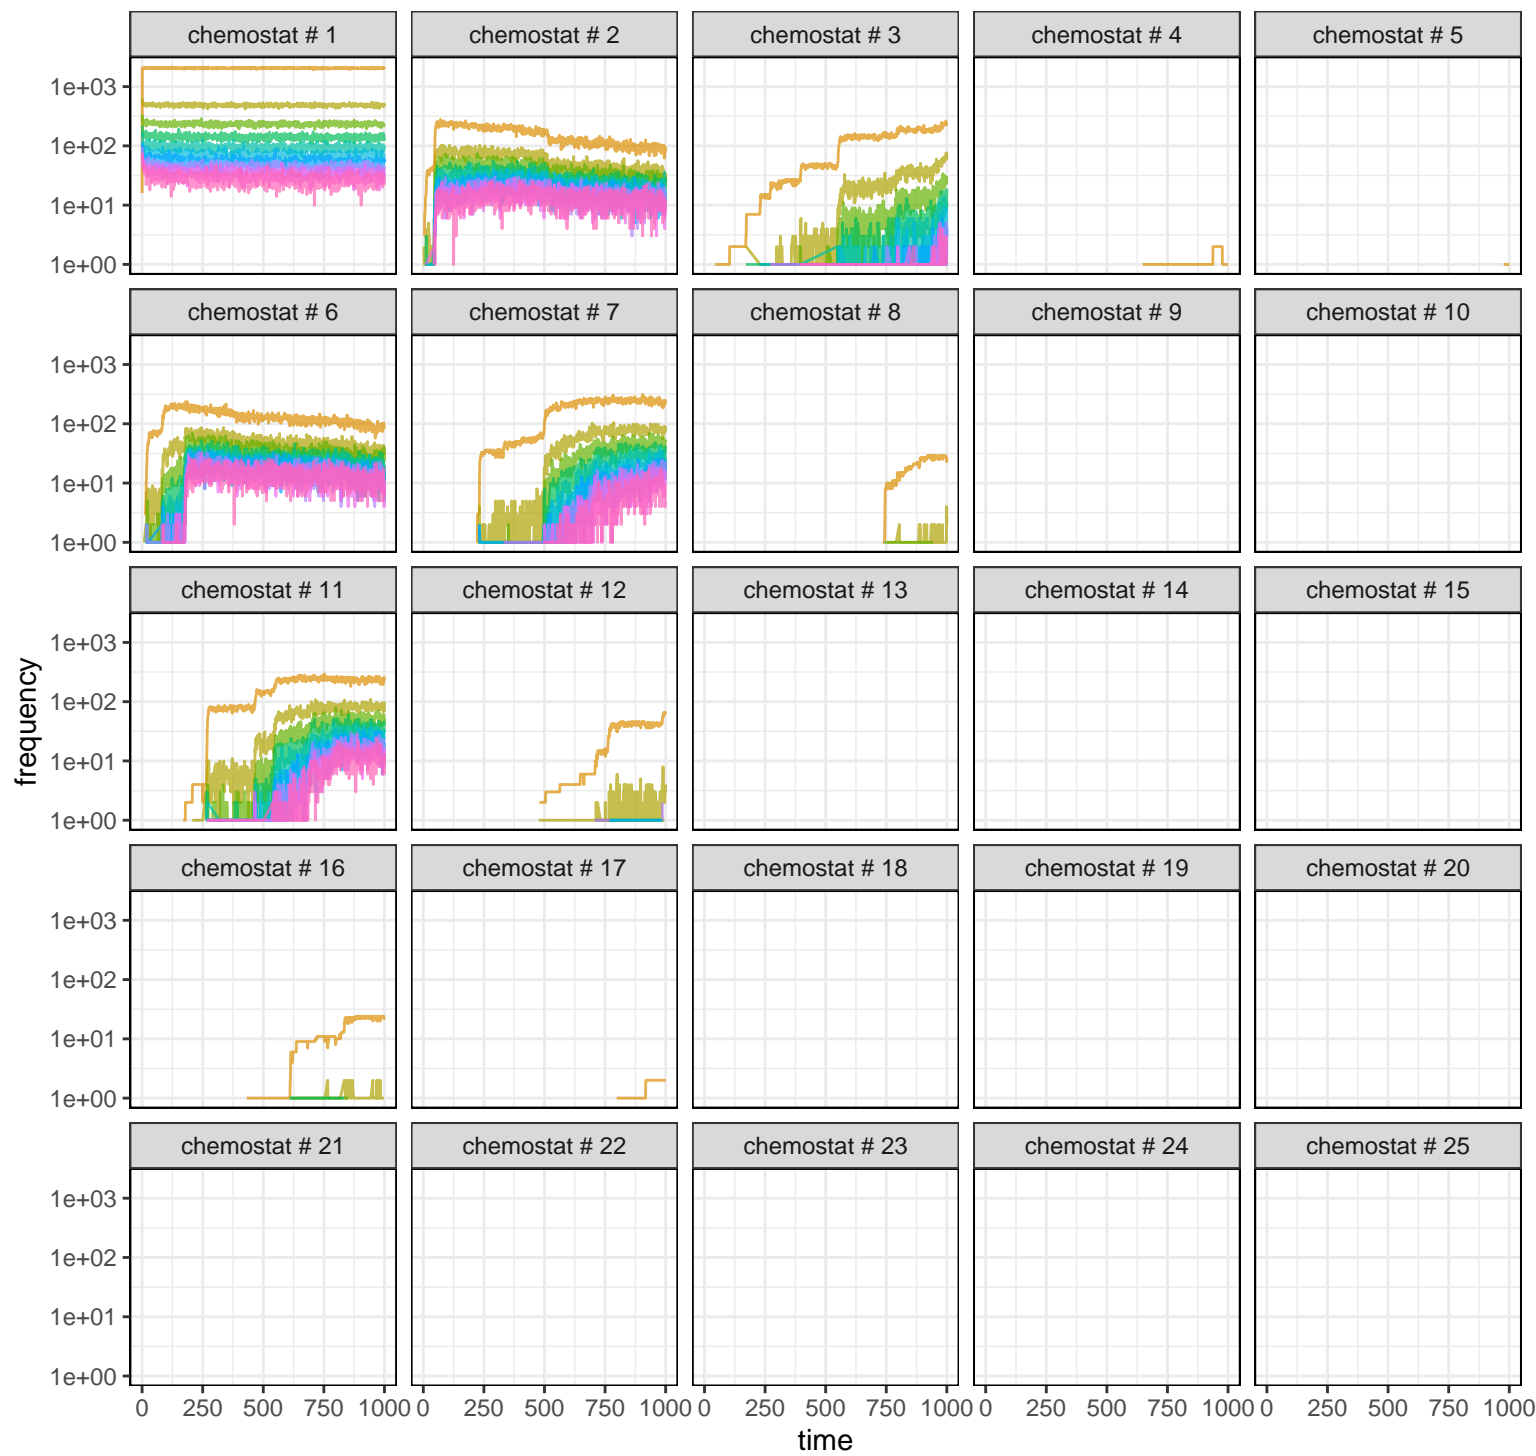 chemostat # 1 chemostat # 2 chemostat # 3 chemostat # 4 chemostat # 5
1e+03
1e+02
1e+01
1e+00
chemostat # 6 chemostat # 7 chemostat # 8 chemostat # 9 chemostat # 10
1e+03
1e+02
1e+01
1e+00
chemostat # 11 chemostat # 12 chemostat # 13 chemostat # 14 chemostat # 15
frequency
1e+03
1e+02
1e+01
1e+00
chemostat # 16 chemostat # 17 chemostat # 18 chemostat # 19 chemostat # 20
1e+03
1e+02
1e+01
1e+00
chemostat # 21 chemostat # 22 chemostat # 23 chemostat # 24 chemostat # 25
1e+03
1e+02
1e+01
1e+00
0 250 500 750 1000 0 250 500 750 1000 0 250 500 750 1000 0 250 500 750 1000 0 250 500 750 1000
time